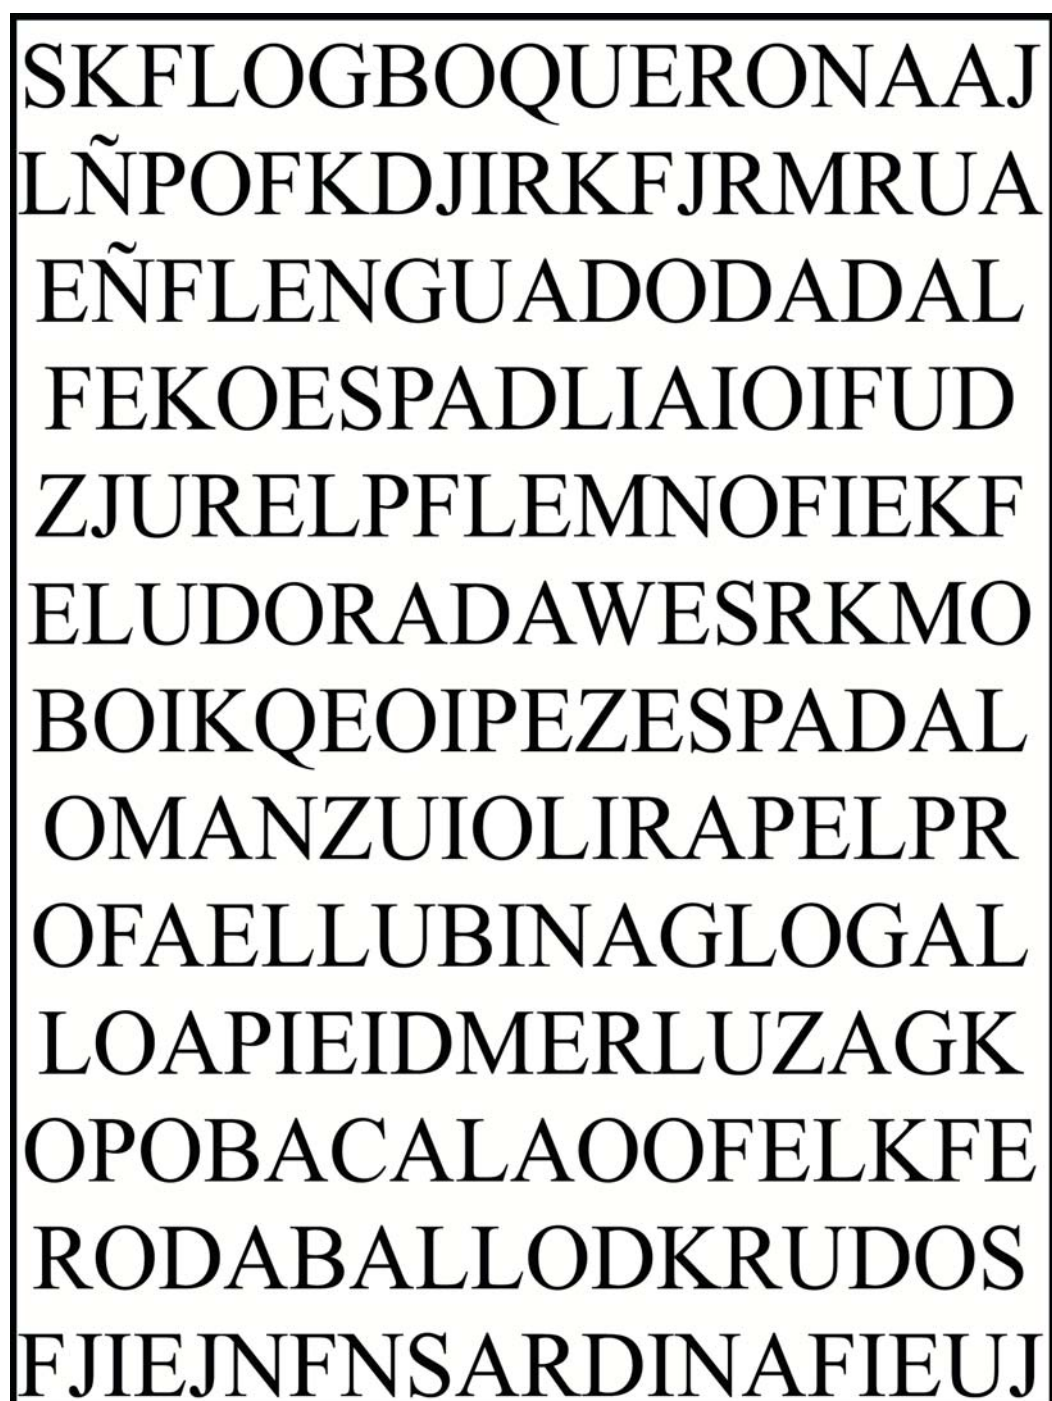 SKFLOGBOQUERONAAJ
LÑPOFKDJIRKFJRMRUA
EÑFLENGUADODADAL
FEKOESPADLIAIOIFUD
ZJURELPFLEMNOFIEKF
ELUDORADAWESRKMO
BOIKQEOIPEZESPADAL
OMANZUIOLIRAPELPR
OFAELLUBINAGLOGAL
LOAPIEIDMERLUZAGK
OPOBACALAOOFELKFE
RODABALLODKRUDOS
FJIEJNFNSARDINAFIEUJ